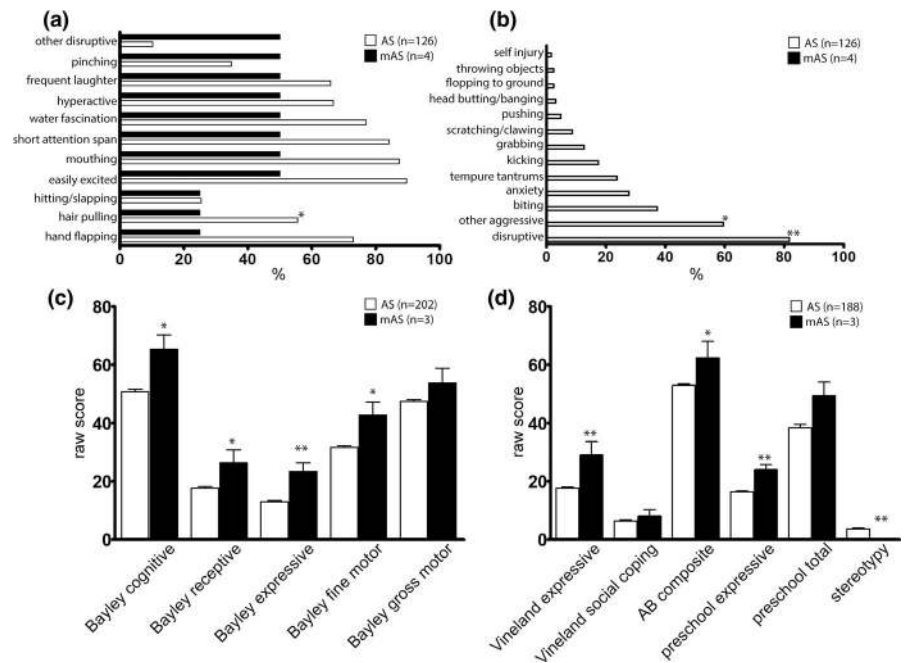 (a)
AS (n=126)
mAS (n=4)
other disruptive
pinching
frequent laughter
hyperactive
water fascination
short attention span
mouthing
easily excited
hitting/slapping
hair pulling
*
hand flapping
0 20 40 60 80 100
%
(b)
AS (n=126)
mAS (n=4)
self injury
throwing objects
flopping to ground
head butting/banging
pushing
scratching/clawing
grabbing
kicking
tempure tantrums
anxiety
biting
other aggressive
*
disruptive
**
0 20 40 60 80 100
%
(c)
AS (n=202)
mAS (n=3)
raw score
80
60
40
20
0
* * ** *
Bayley cognitive
Bayley receptive
Bayley expressive
Bayley fine motor
Bayley gross motor
(d)
AS (n=188)
mAS (n=3)
raw score
80
60
40
20
0
** * ** **
Vineland expressive
Vineland social coping
AB composite
preschool expressive
preschool total
stereotypy